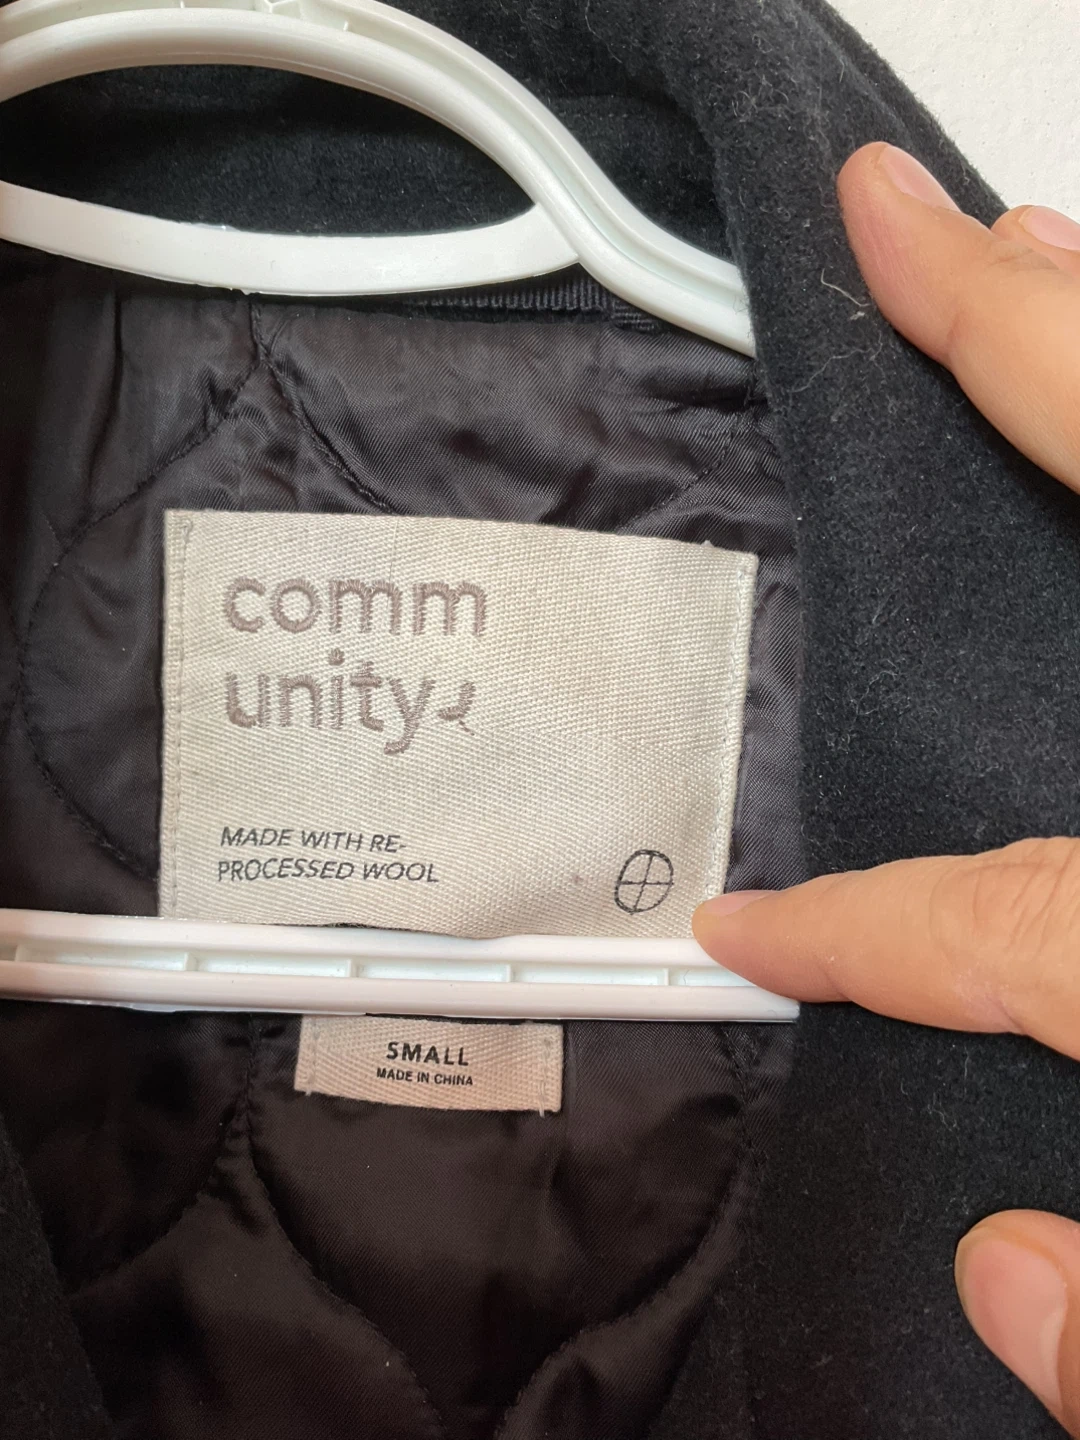 comm
unity
MADE WITH RE-
PROCESSED WOOL
SMALL
MADE IN CHINA